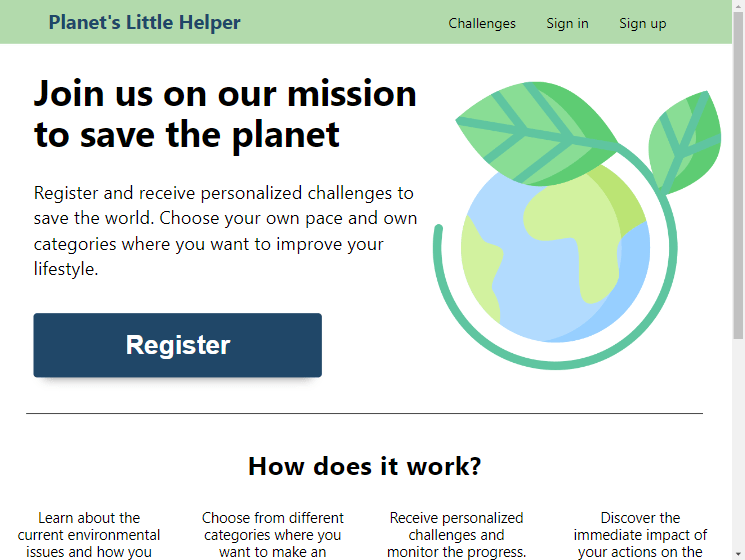 Planet's Little Helper
Challenges
Sign in
Sign up
Join us on our mission
to save the planet
Register and receive personalized challenges to
save the world. Choose your own pace and own
categories where you want to improve your
lifestyle.
Register
How does it work?
Learn about the
current environmental
issues and how you
Choose from different
categories where you
want to make an
Receive personalized
challenges and
monitor the progress.
Discover the
immediate impact of
your actions on the